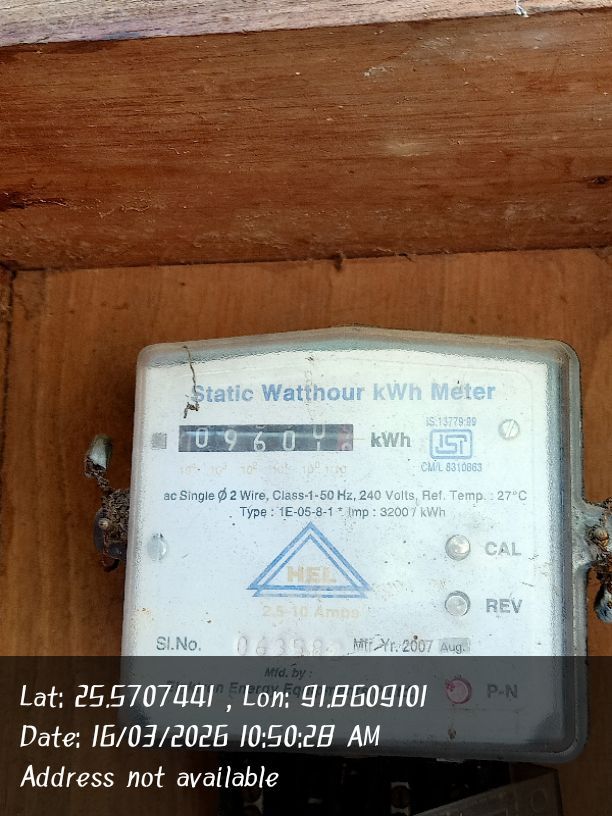 Static Watthour kWh Meter
0960 kWh
IS:13779:99
CM/L 8310863
ac Single Ø 2 Wire, Class-1-50 Hz, 240 Volts, Ref. Temp. : 27°C
Type : 1E-05-8-1 * Imp : 3200 / kWh
HEL
2.5-10 Amps
CAL
REV
Sl.No. Mfr. Yr. 2007 Aug.
Mfd. by :
Energy
P-N
Lat: 25.5707441 , Lon: 91.8609101
Date: 16/03/2026 10:50:28 AM
Address not available